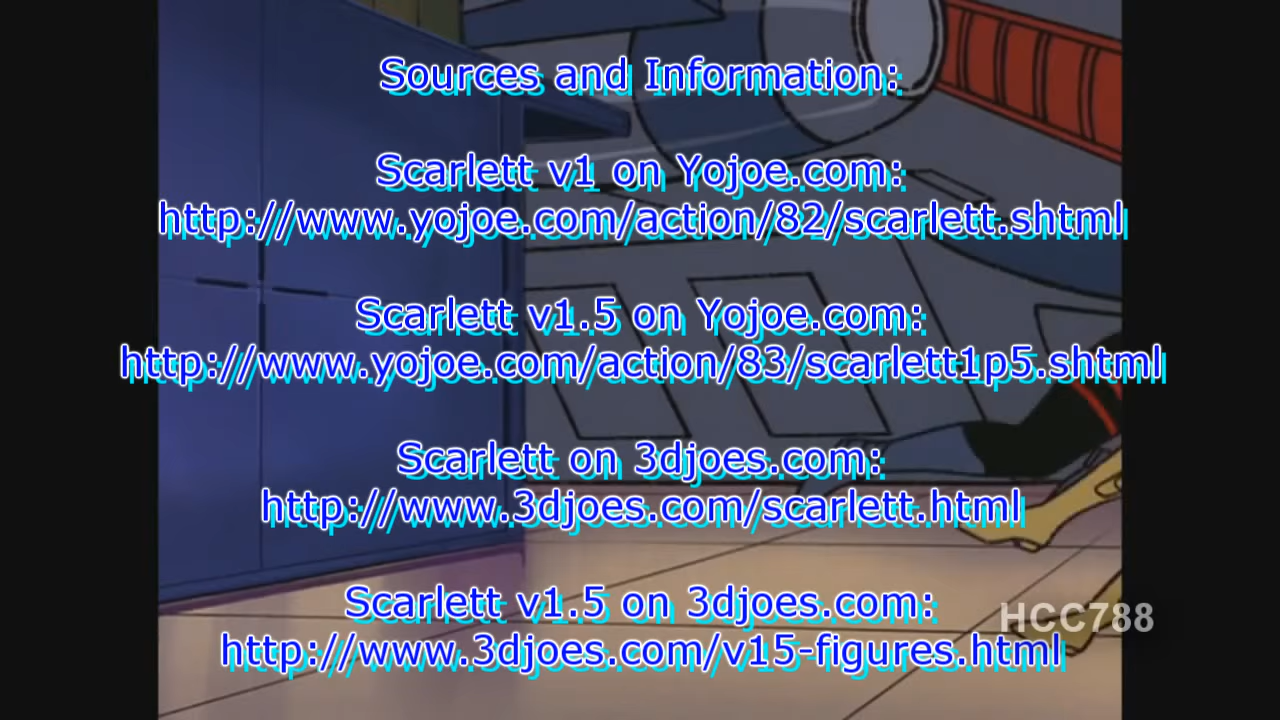 Sources and Information:
Scarlett v1 on Yojoe.com:
http://www.yojoe.com/action/82/scarlett.shtml
Scarlett v1.5 on Yojoe.com:
http://www.yojoe.com/action/83/scarlett1p5.shtml
Scarlett on 3djoes.com:
http://www.3djoes.com/scarlett.html
Scarlett v1.5 on 3djoes.com:
HCC788
http://www.3djoes.com/v15-figures.html